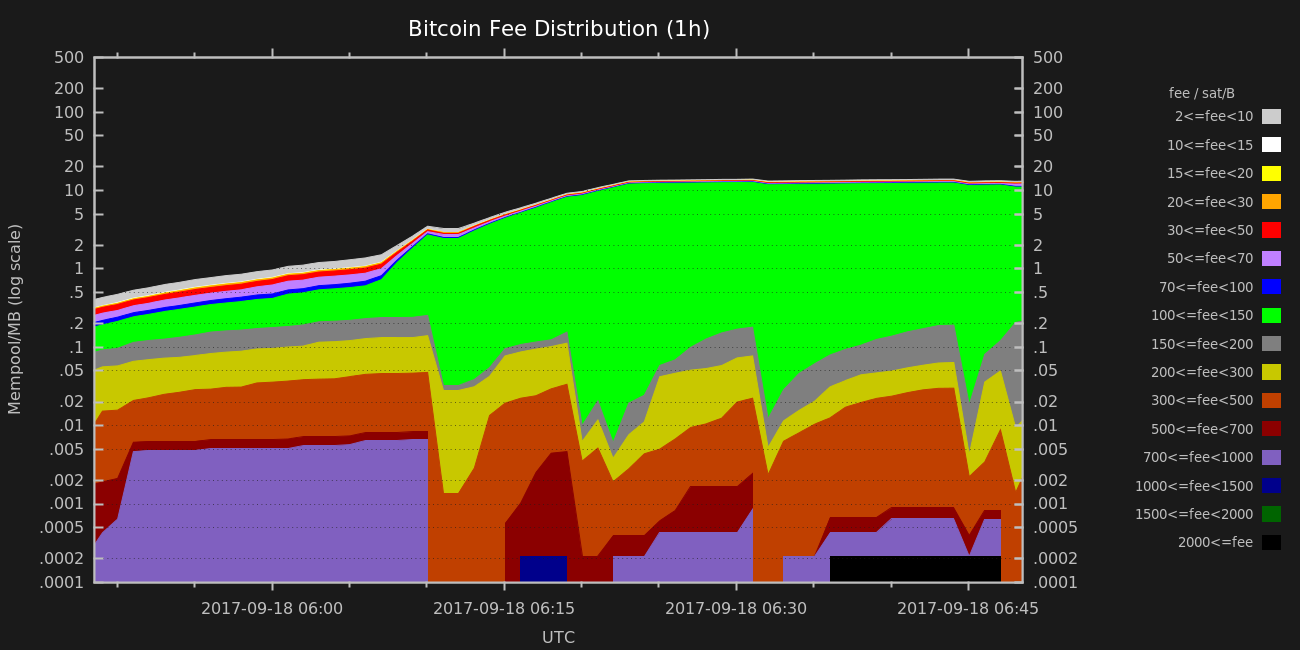 Bitcoin Fee Distribution (1h)
Mempool/MB (log scale)
500
200
100
50
20
10
5
2
1
.5
.2
.1
.05
.02
.01
.005
.002
.001
.0005
.0002
.0001
500
200
100
50
20
10
5
2
1
.5
.2
.1
.05
.02
.01
.005
.002
.001
.0005
.0002
.0001
2017-09-18 06:00
2017-09-18 06:15
2017-09-18 06:30
2017-09-18 06:45
UTC
fee / sat/B
2<=fee<10
10<=fee<15
15<=fee<20
20<=fee<30
30<=fee<50
50<=fee<70
70<=fee<100
100<=fee<150
150<=fee<200
200<=fee<300
300<=fee<500
500<=fee<700
700<=fee<1000
1000<=fee<1500
1500<=fee<2000
2000<=fee